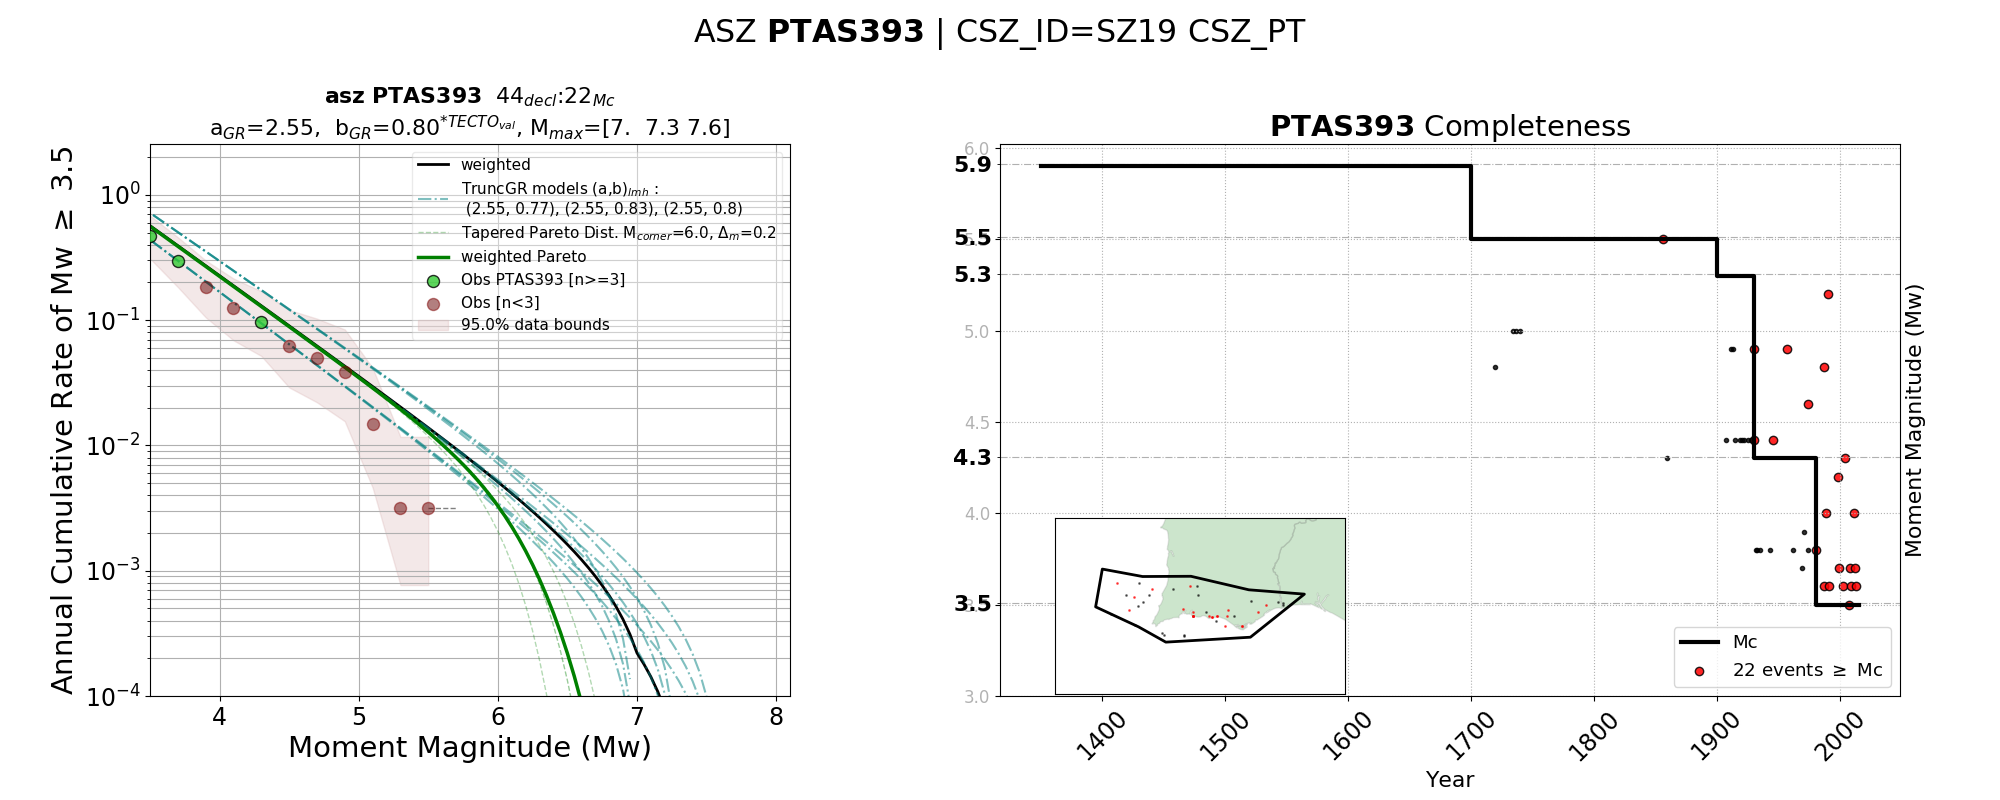 ASZ PTAS393 | CSZ_ID=SZ19 CSZ_PT
asz PTAS393 44decl:22Mc
aGR=2.55, bGR=0.80*TECTOval, Mmax=[7. 7.3 7.6]
Annual Cumulative Rate of Mw ≥ 3.5
10^0
10^−1
10^−2
10^−3
10^−4
weighted
TruncGR models (a,b)lmh :
(2.55, 0.77), (2.55, 0.83), (2.55, 0.8)
Tapered Pareto Dist. Mcorner=6.0, Δm=0.2
weighted Pareto
Obs PTAS393 [n>=3]
Obs [n<3]
95.0% data bounds
4 5 6 7 8
Moment Magnitude (Mw)
PTAS393 Completeness
6.0
5.9
5.5
5.3
5.0
4.5
4.3
4.0
3.5
3.0
Moment Magnitude (Mw)
Mc
22 events ≥ Mc
1400 1500 1600 1700 1800 1900 2000
Year